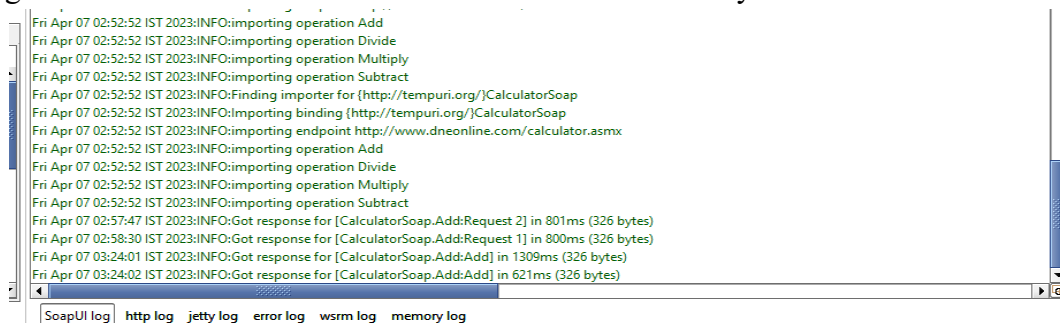 Fri Apr 07 02:52:52 IST 2023:INFO:importing operation Add
Fri Apr 07 02:52:52 IST 2023:INFO:importing operation Divide
Fri Apr 07 02:52:52 IST 2023:INFO:importing operation Multiply
Fri Apr 07 02:52:52 IST 2023:INFO:importing operation Subtract
Fri Apr 07 02:52:52 IST 2023:INFO:Finding importer for {http://tempuri.org/}CalculatorSoap
Fri Apr 07 02:52:52 IST 2023:INFO:Importing binding {http://tempuri.org/}CalculatorSoap
Fri Apr 07 02:52:52 IST 2023:INFO:importing endpoint http://www.dneonline.com/calculator.asmx
Fri Apr 07 02:52:52 IST 2023:INFO:importing operation Add
Fri Apr 07 02:52:52 IST 2023:INFO:importing operation Divide
Fri Apr 07 02:52:52 IST 2023:INFO:importing operation Multiply
Fri Apr 07 02:52:52 IST 2023:INFO:importing operation Subtract
Fri Apr 07 02:57:47 IST 2023:INFO:Got response for [CalculatorSoap.Add:Request 2] in 801ms (326 bytes)
Fri Apr 07 02:58:30 IST 2023:INFO:Got response for [CalculatorSoap.Add:Request 1] in 800ms (326 bytes)
Fri Apr 07 03:24:01 IST 2023:INFO:Got response for [CalculatorSoap.Add:Add] in 1309ms (326 bytes)
Fri Apr 07 03:24:02 IST 2023:INFO:Got response for [CalculatorSoap.Add:Add] in 621ms (326 bytes)
SoapUI log http log jetty log error log wsrm log memory log